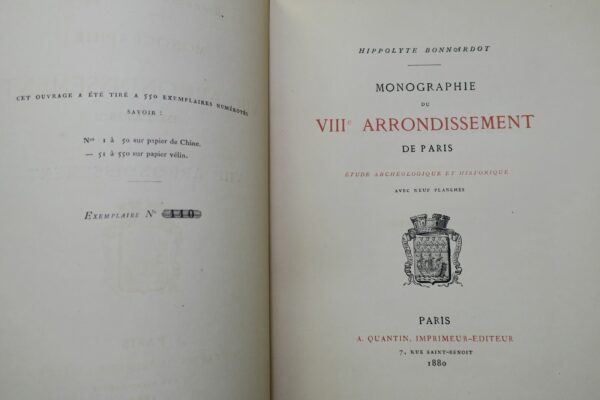 CET OUVRAGE A ÉTÉ TIRÉ A 550 EXEMPLAIRES NUMÉROTÉS
SAVOIR :
Nos 1 à 50 sur papier de Chine.
— 51 à 550 sur papier vélin.
EXEMPLAIRE No 110
HIPPOLYTE BONNARDOT
MONOGRAPHIE
DU
VIIIe ARRONDISSEMENT
DE PARIS
ÉTUDE ARCHÉOLOGIQUE ET HISTORIQUE
AVEC NEUF PLANCHES
PARIS
A. QUANTIN, IMPRIMEUR-ÉDITEUR
7, RUE SAINT-BENOIT
1880